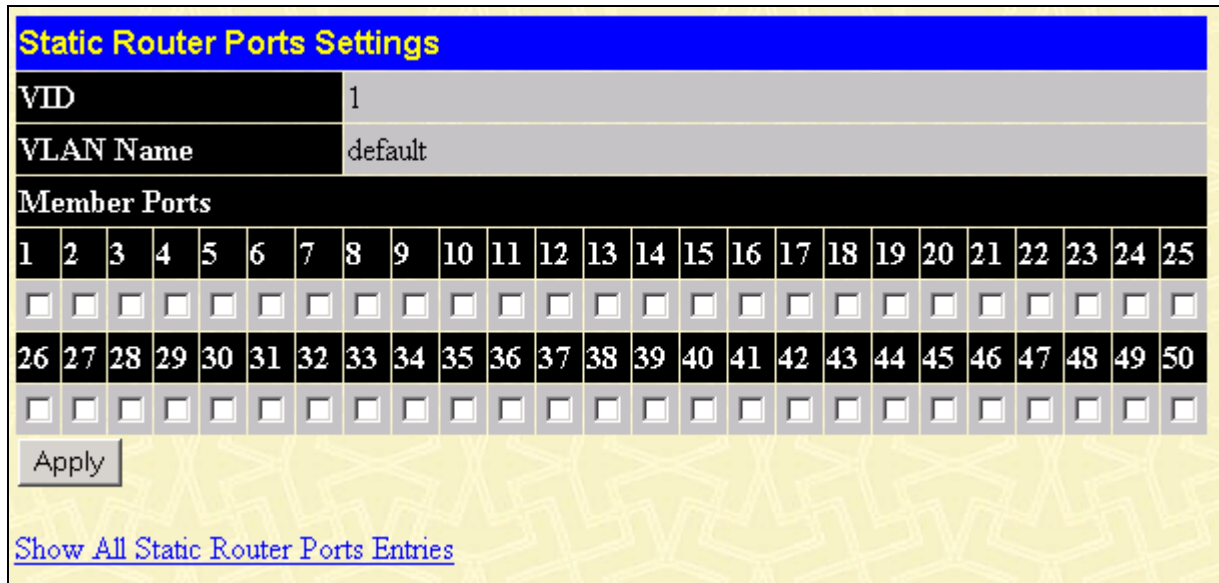 Static Router Ports Settings
VID 1
VLAN Name default
Member Ports
1 2 3 4 5 6 7 8 9 10 11 12 13 14 15 16 17 18 19 20 21 22 23 24 25
26 27 28 29 30 31 32 33 34 35 36 37 38 39 40 41 42 43 44 45 46 47 48 49 50
Apply
Show All Static Router Ports Entries